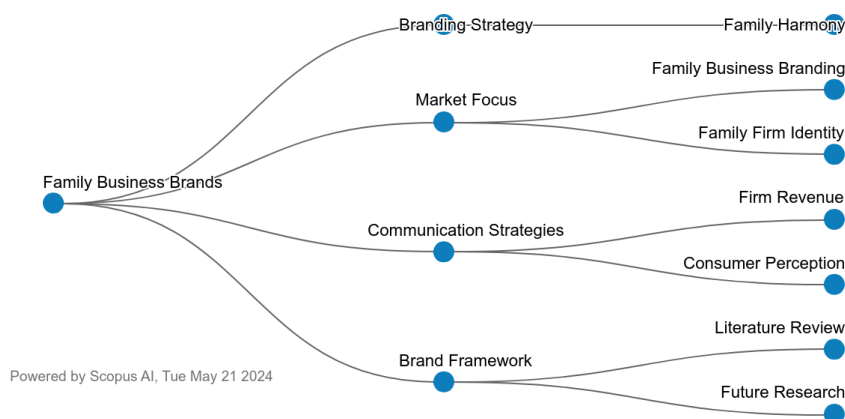 Branding Strategy
Family Harmony
Family Business Branding
Market Focus
Family Firm Identity
Family Business Brands
Firm Revenue
Communication Strategies
Consumer Perception
Literature Review
Brand Framework
Powered by Scopus AI, Tue May 21 2024
Future Research